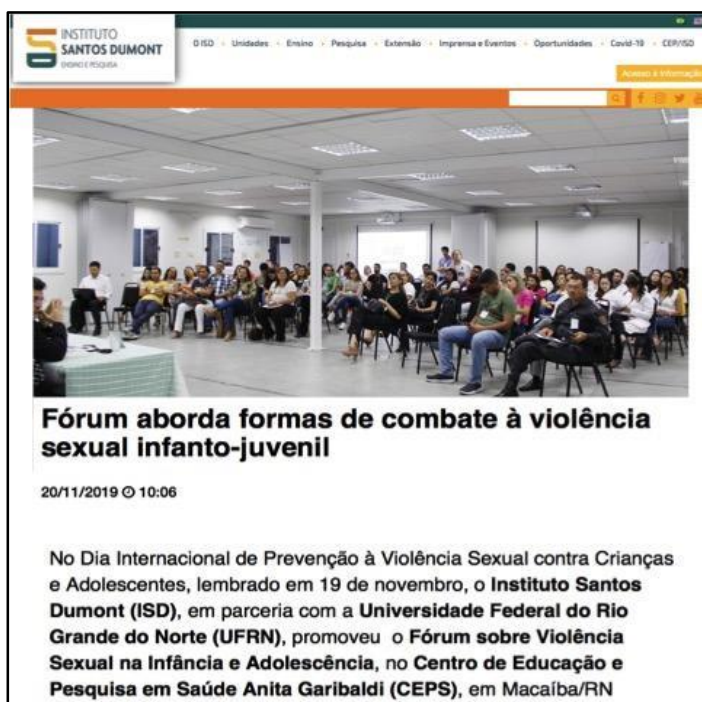 INSTITUTO
SANTOS DUMONT
ENSINO E PESQUISA
O ISD Unidades Ensino Pesquisa Extensão Imprensa e Eventos Oportunidades Covid-19 CEP/ISD
Acesso à Informação
Fórum aborda formas de combate à violência
sexual infanto-juvenil
20/11/2019 10:06
No Dia Internacional de Prevenção à Violência Sexual contra Crianças
e Adolescentes, lembrado em 19 de novembro, o Instituto Santos
Dumont (ISD), em parceria com a Universidade Federal do Rio
Grande do Norte (UFRN), promoveu o Fórum sobre Violência
Sexual na Infância e Adolescência, no Centro de Educação e
Pesquisa em Saúde Anita Garibaldi (CEPS), em Macaíba/RN